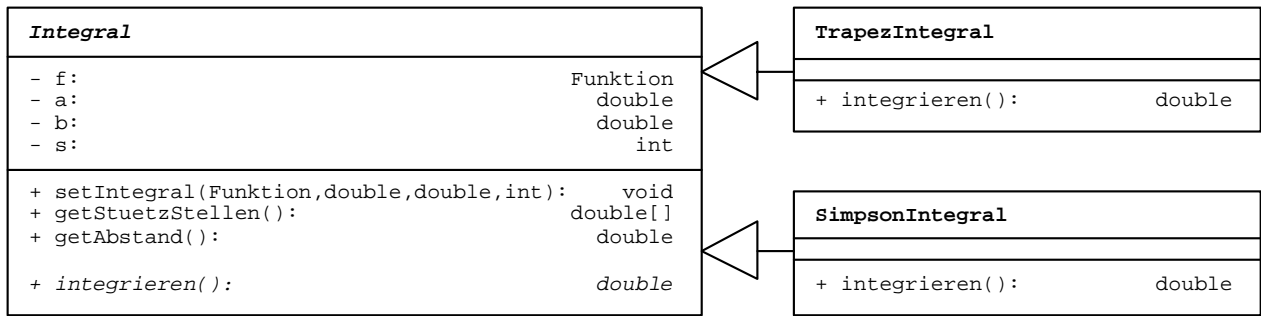 Integral
- f: Funktion
- a: double
- b: double
- s: int
+ setIntegral(Funktion,double,double,int): void
+ getStuetzStellen(): double[]
+ getAbstand(): double
+ integrieren(): double
TrapezIntegral
+ integrieren(): double
SimpsonIntegral
+ integrieren(): double